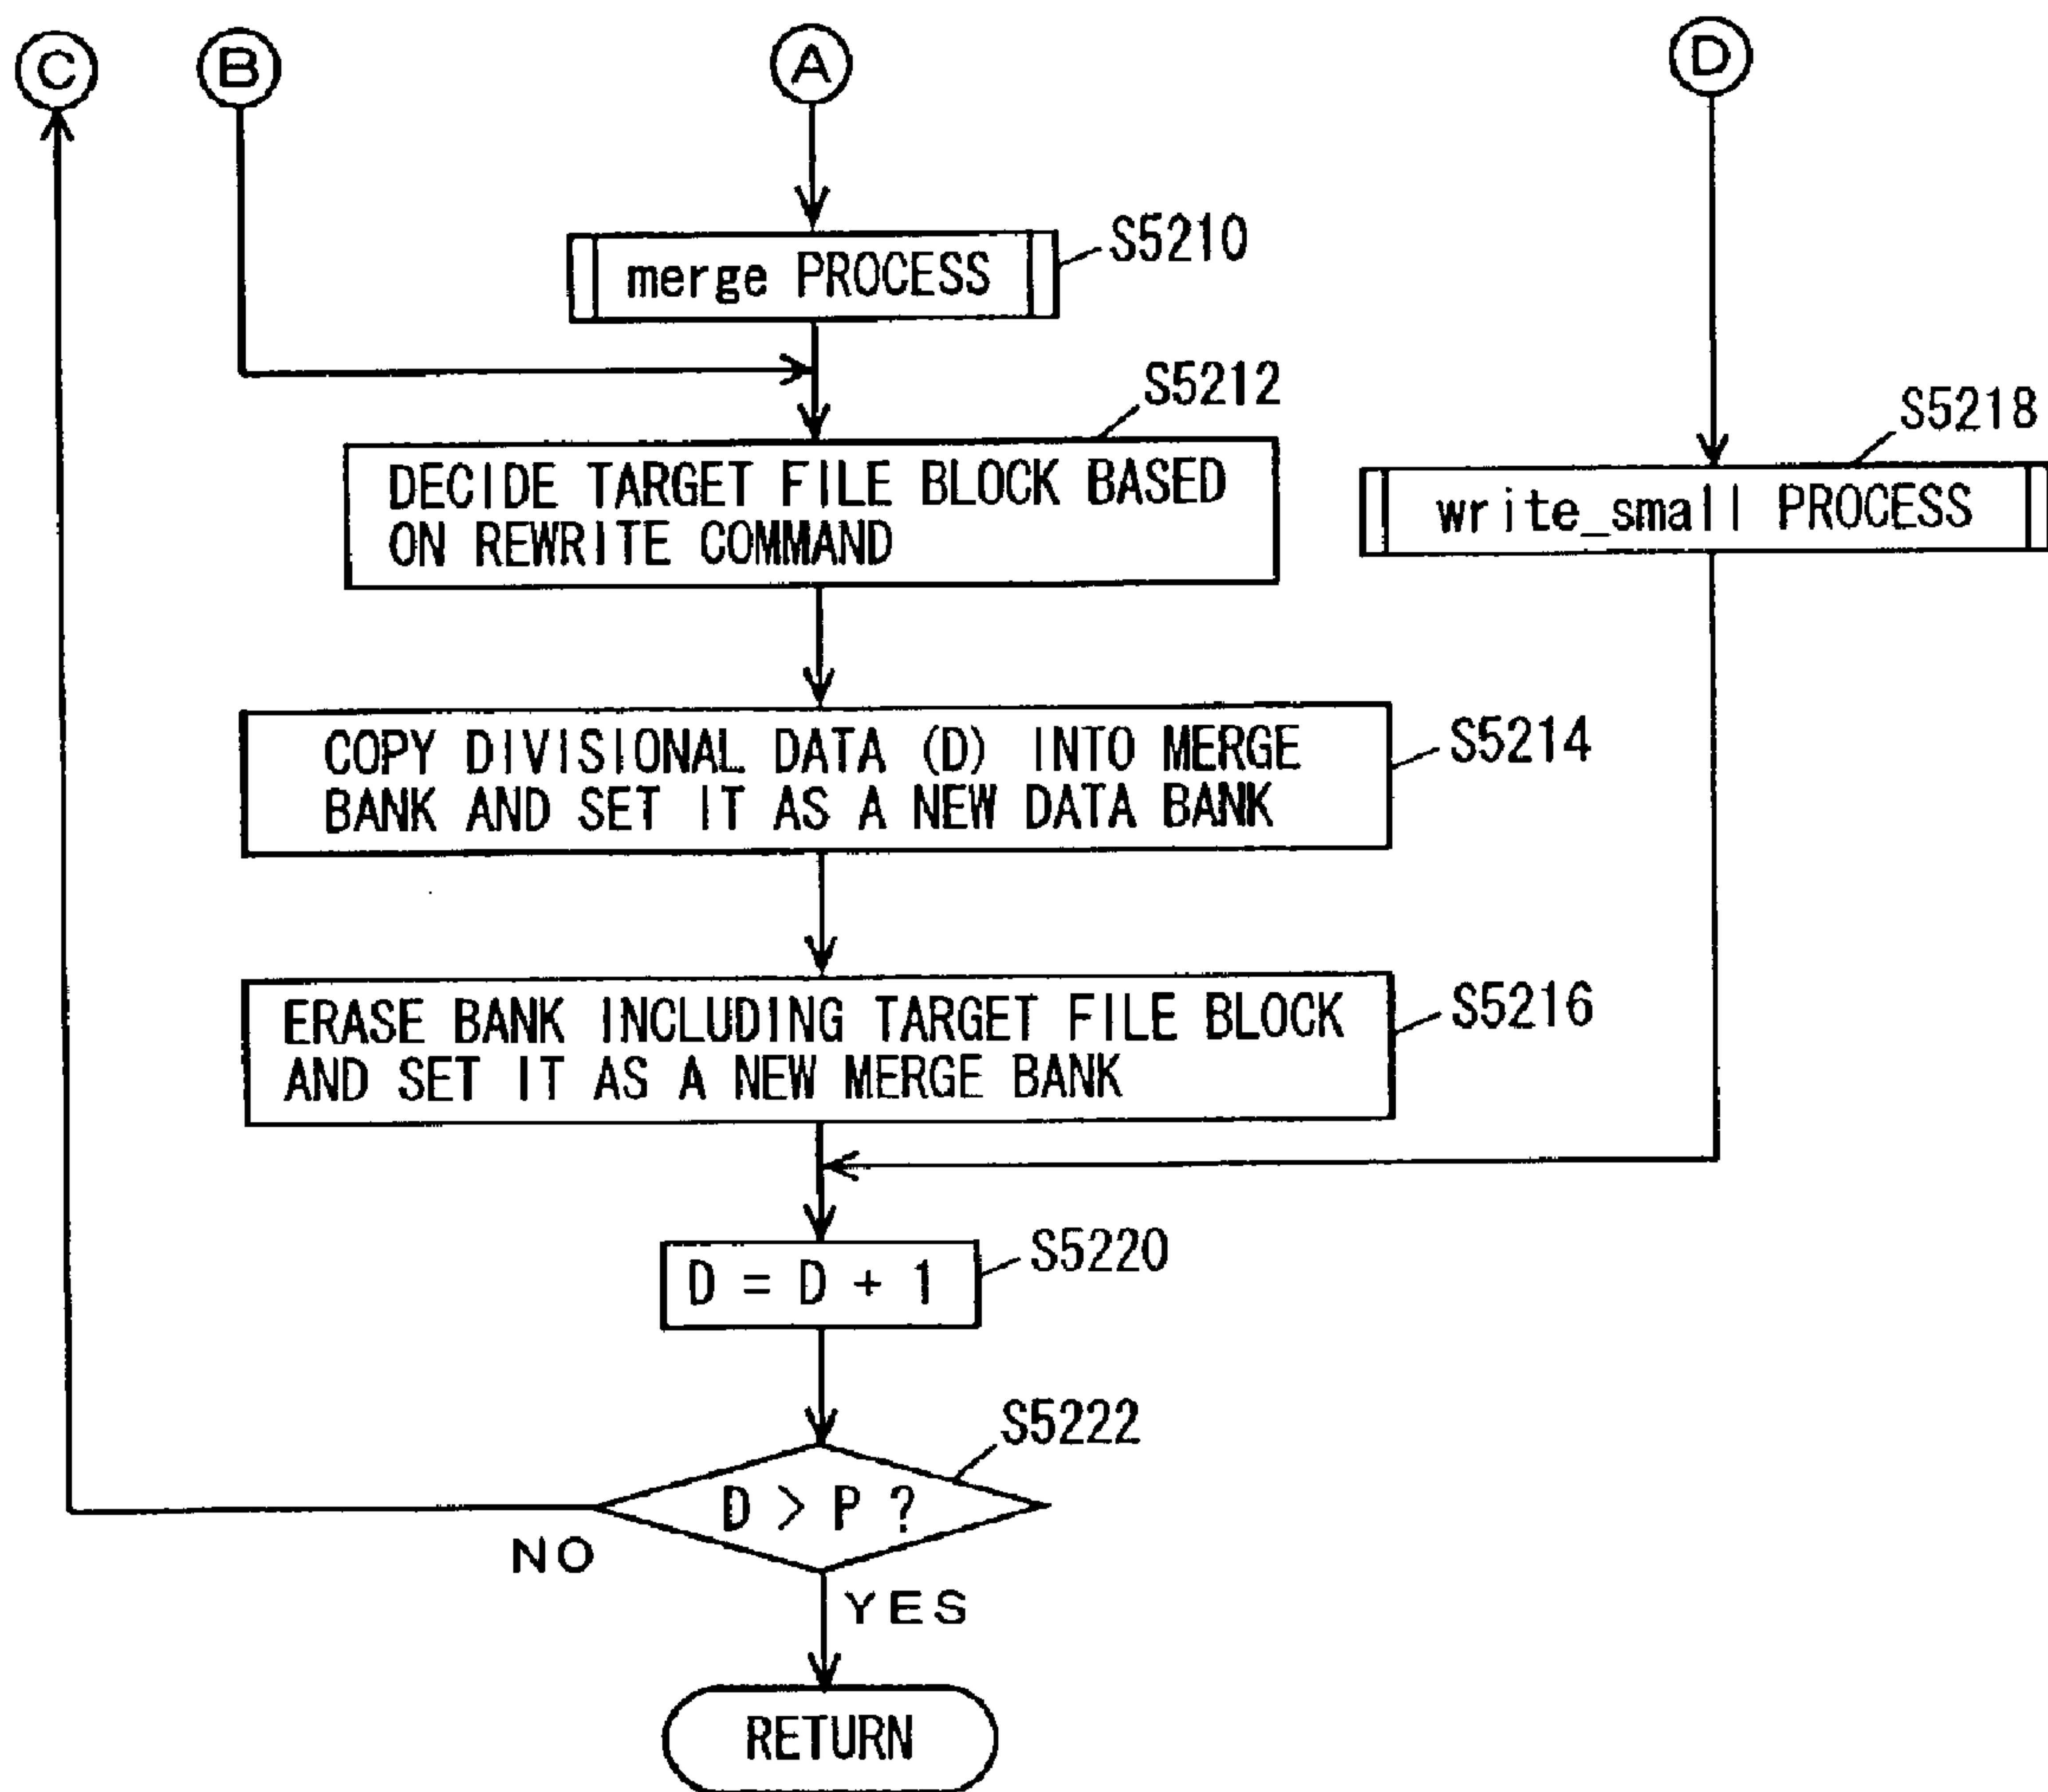 C
B
A
D
merge PROCESS
S5210
S5212
DECIDE TARGET FILE BLOCK BASED
ON REWRITE COMMAND
S5218
write_small PROCESS
COPY DIVISIONAL DATA (D) INTO MERGE
BANK AND SET IT AS A NEW DATA BANK
S5214
ERASE BANK INCLUDING TARGET FILE BLOCK
AND SET IT AS A NEW MERGE BANK
S5216
D = D + 1
S5220
S5222
D > P ?
NO
YES
RETURN